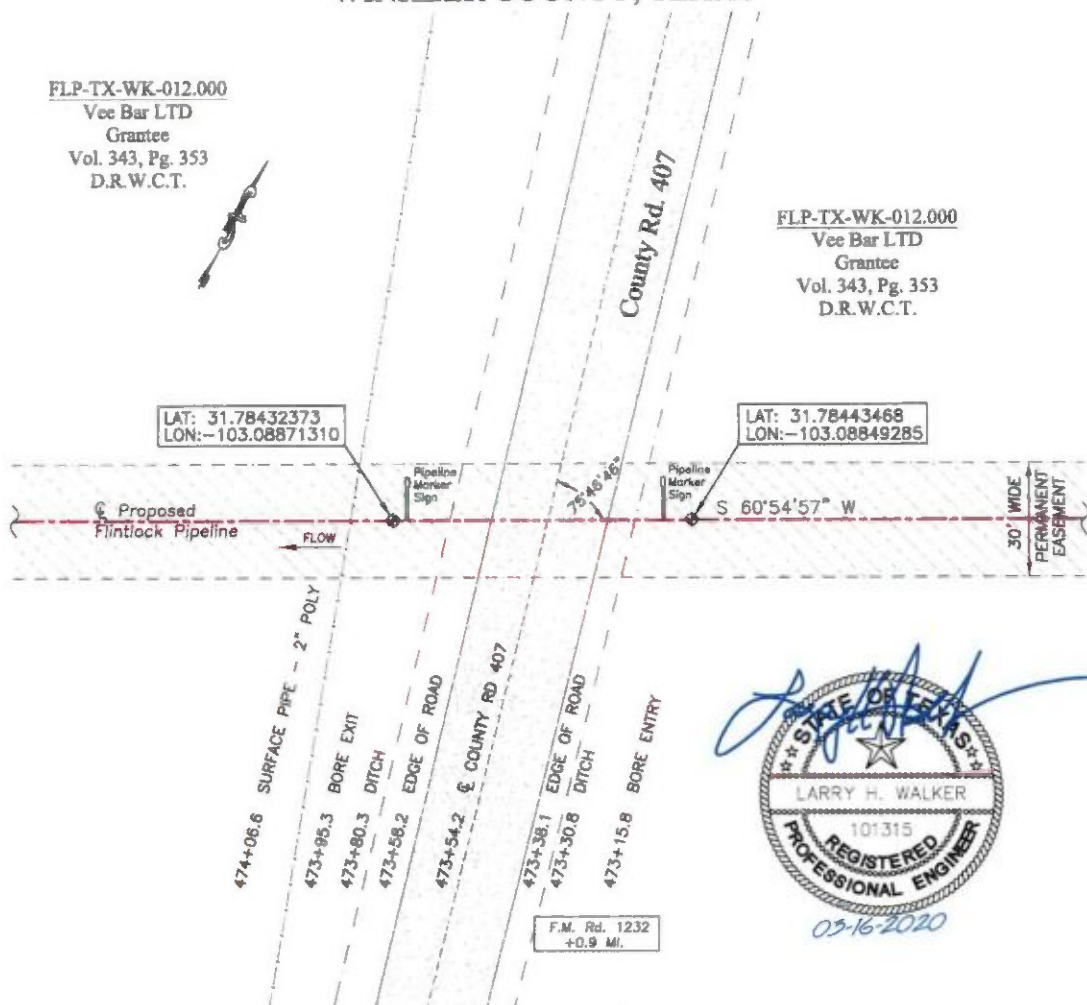 FLP-TX-WK-012.000
Vee Bar LTD
Grantee
Vol. 343, Pg. 353
D.R.W.C.T.
County Rd. 407
FLP-TX-WK-012.000
Vee Bar LTD
Grantee
Vol. 343, Pg. 353
D.R.W.C.T.
LAT: 31.78432373
LON:-103.08871310
LAT: 31.78443468
LON:-103.08849285
Pipeline
Marker
Sign
75°46'46"
Pipeline
Marker
Sign
S 60°54'57" W
℄ Proposed
Flintlock Pipeline
FLOW
30' WIDE
PERMANENT
EASEMENT
474+06.6 SURFACE PIPE - 2" POLY
473+95.3 BORE EXIT
473+80.3 DITCH
473+58.2 EDGE OF ROAD
473+54.2 ℄ COUNTY RD 407
473+38.1 EDGE OF ROAD
473+30.8 DITCH
473+15.8 BORE ENTRY
F.M. Rd. 1232
+0.9 Mi.
STATE OF TEXAS
LARRY H. WALKER
101315
REGISTERED
PROFESSIONAL ENGINEER
03-16-2020